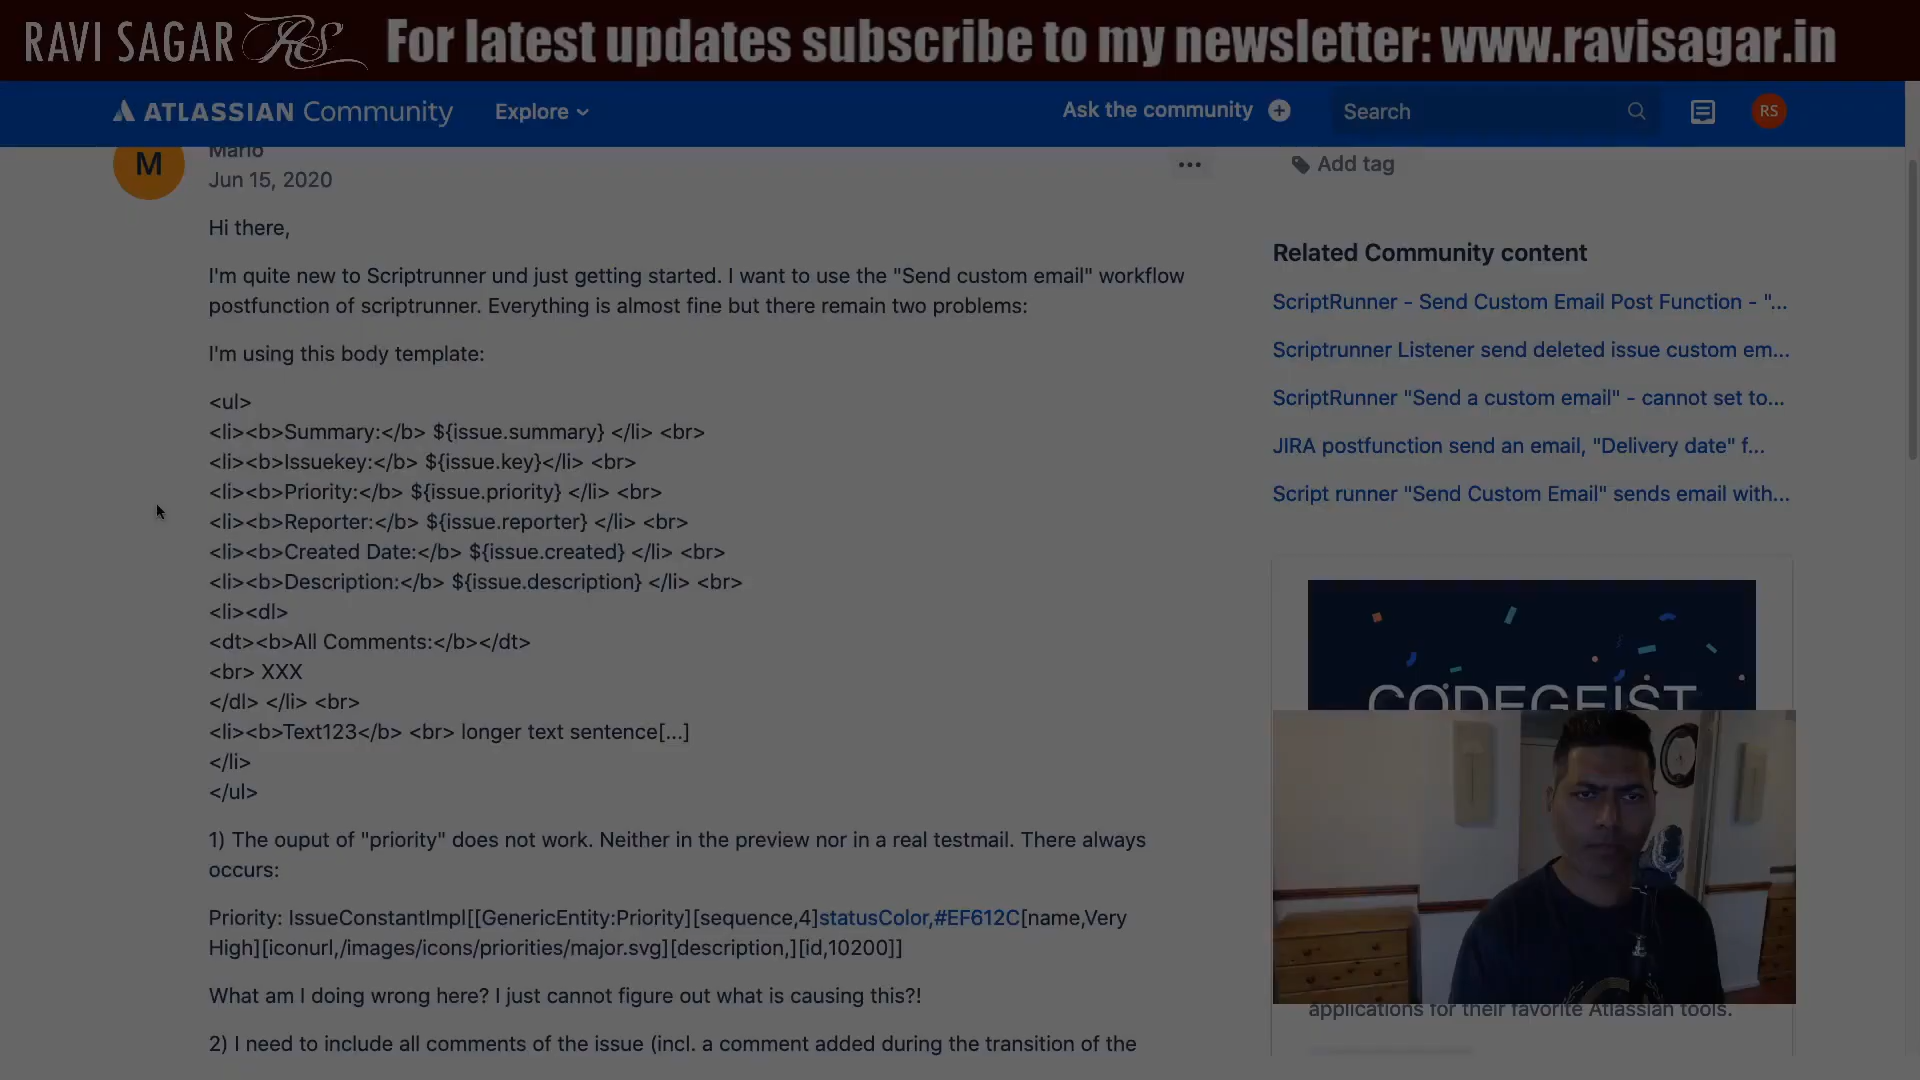 RAVI SAGAR RS For latest updates subscribe to my newsletter: www.ravisagar.in
ATLASSIAN Community Explore Ask the community Search RS
M Mario
Jun 15, 2020
Add tag
Hi there,
I'm quite new to Scriptrunner und just getting started. I want to use the "Send custom email" workflow
postfunction of scriptrunner. Everything is almost fine but there remain two problems:
I'm using this body template:
<ul>
<li><b>Summary:</b> ${issue.summary} </li> <br>
<li><b>Issuekey:</b> ${issue.key}</li> <br>
<li><b>Priority:</b> ${issue.priority} </li> <br>
<li><b>Reporter:</b> ${issue.reporter} </li> <br>
<li><b>Created Date:</b> ${issue.created} </li> <br>
<li><b>Description:</b> ${issue.description} </li> <br>
<li><dl>
<dt><b>All Comments:</b></dt>
<br> XXX
</dl> </li> <br>
<li><b>Text123</b> <br> longer text sentence[...]
</li>
</ul>
1) The ouput of "priority" does not work. Neither in the preview nor in a real testmail. There always
occurs:
Priority: IssueConstantImpl[[GenericEntity:Priority][sequence,4]statusColor,#EF612C[name,Very
High][iconurl,/images/icons/priorities/major.svg][description,][id,10200]]
What am I doing wrong here? I just cannot figure out what is causing this?!
2) I need to include all comments of the issue (incl. a comment added during the transition of the
Related Community content
ScriptRunner - Send Custom Email Post Function - "...
Scriptrunner Listener send deleted issue custom em...
ScriptRunner "Send a custom email" - cannot set to...
JIRA postfunction send an email, "Delivery date" f...
Script runner "Send Custom Email" sends email with...
CODEGEIST
applications for their favorite Atlassian tools.